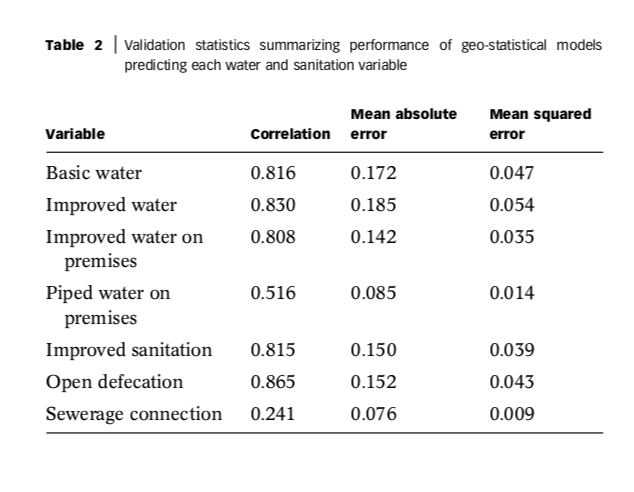 Table 2 | Validation statistics summarizing performance of geo-statistical models
predicting each water and sanitation variable
Variable Correlation Mean absolute error Mean squared error
Basic water 0.816 0.172 0.047
Improved water 0.830 0.185 0.054
Improved water on premises 0.808 0.142 0.035
Piped water on premises 0.516 0.085 0.014
Improved sanitation 0.815 0.150 0.039
Open defecation 0.865 0.152 0.043
Sewerage connection 0.241 0.076 0.009